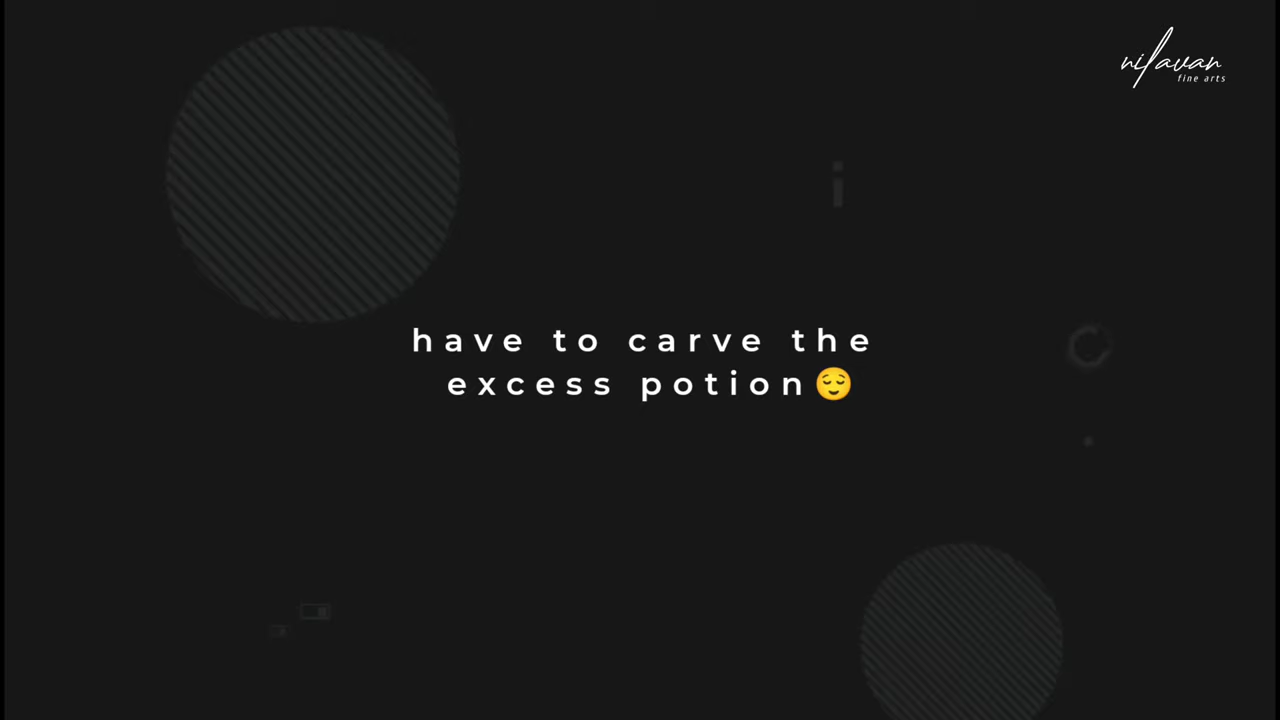 nilavan
fine arts
i
have to carve the
excess potion😌